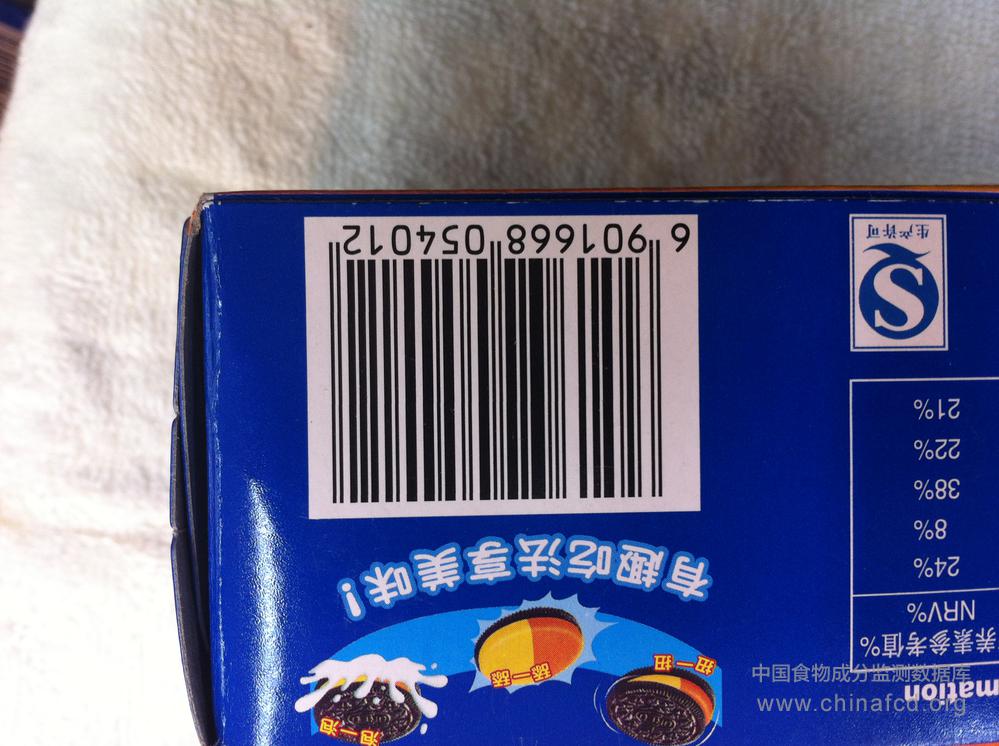 ...mation
养素参考值%
NRV%
24%
8%
38%
22%
21%
生产许可
扭一扭
舔一舔
泡一泡
有趣吃法享美味！
6 901668 054012
中国食物成分监测数据库
www.chinafcd.org